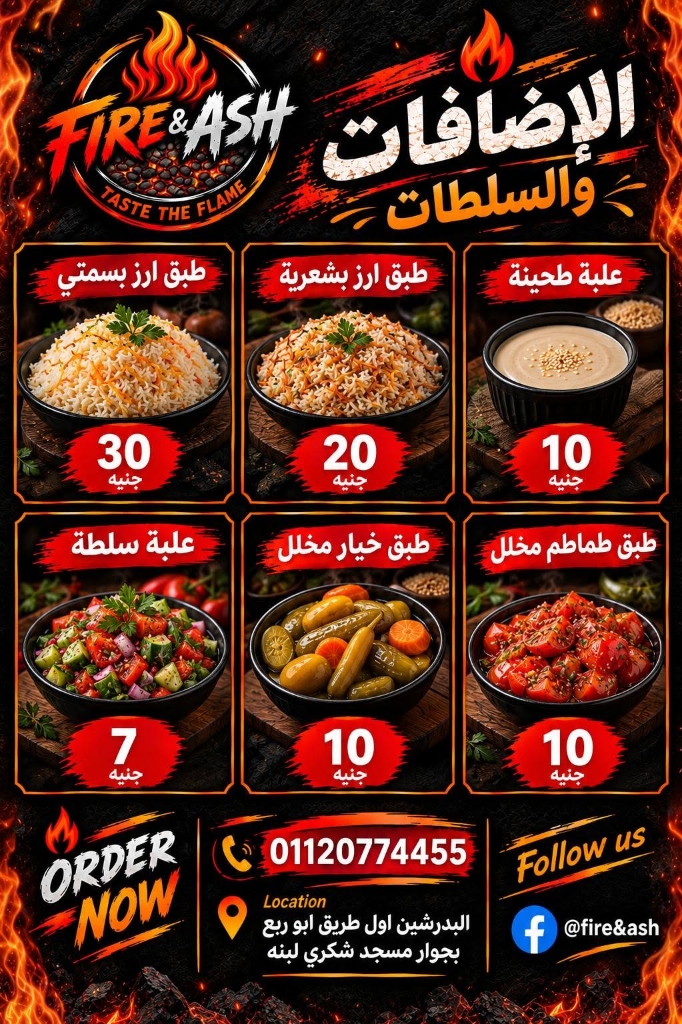 FIRE & ASH
TASTE THE FLAME
الإضافات
والسلطات
علبة طحينة
10
جنيه
طبق ارز بشعرية
20
جنيه
طبق ارز بسمتي
30
جنيه
طبق طماطم مخلل
10
جنيه
طبق خيار مخلل
10
جنيه
علبة سلطة
7
جنيه
ORDER
NOW
01120774455
Location
البدرشين اول طريق ابو ربع
بجوار مسجد شكري لبنه
Follow us
@fire&ash